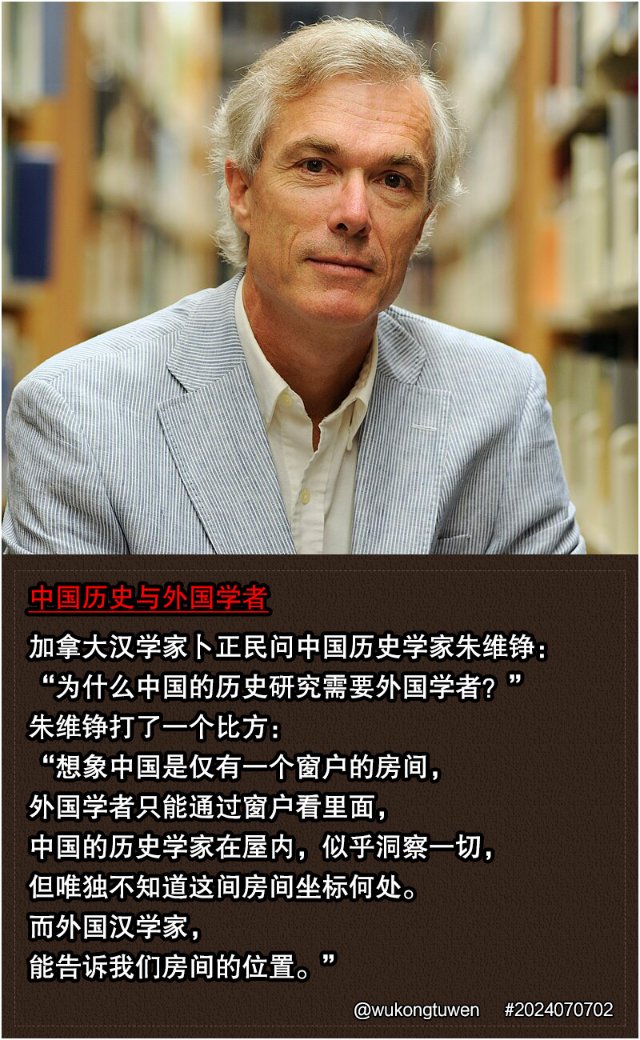 中国历史与外国学者
加拿大汉学家卜正民问中国历史学家朱维铮：
“为什么中国的历史研究需要外国学者？”
朱维铮打了一个比方：
“想象中国是仅有一个窗户的房间，
外国学者只能通过窗户看里面，
中国的历史学家在屋内，似乎洞察一切，
但唯独不知道这间房间坐标何处。
而外国汉学家，
能告诉我们房间的位置。”
@wukongtuwen #2024070702